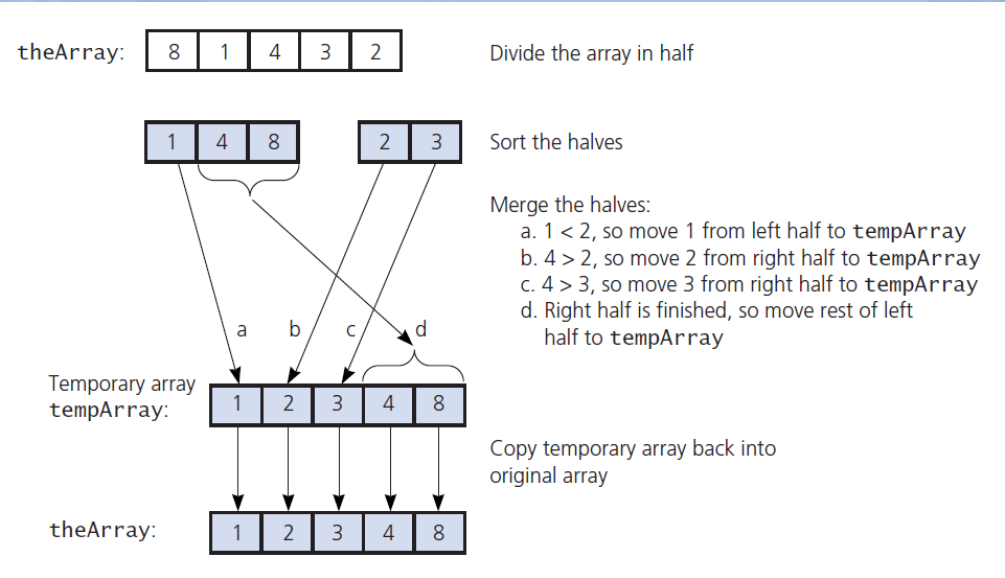 theArray: 8 1 4 3 2 Divide the array in half
1 4 8 2 3 Sort the halves
Merge the halves:
a. 1 < 2, so move 1 from left half to tempArray
b. 4 > 2, so move 2 from right half to tempArray
c. 4 > 3, so move 3 from right half to tempArray
d. Right half is finished, so move rest of left
half to tempArray
a b c d
Temporary array
tempArray: 1 2 3 4 8
Copy temporary array back into
original array
theArray: 1 2 3 4 8